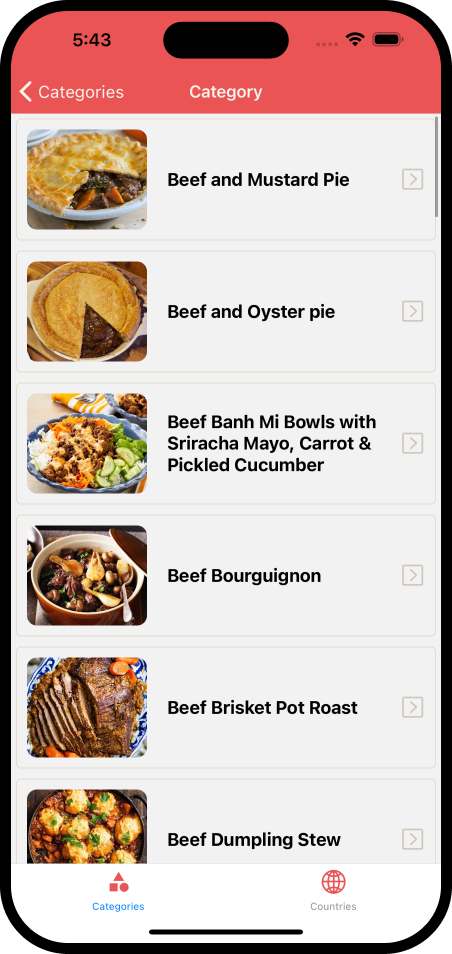 5:43
Categories
Category
Beef and Mustard Pie
Beef and Oyster pie
Beef Banh Mi Bowls with
Sriracha Mayo, Carrot &
Pickled Cucumber
Beef Bourguignon
Beef Brisket Pot Roast
Beef Dumpling Stew
Categories
Countries